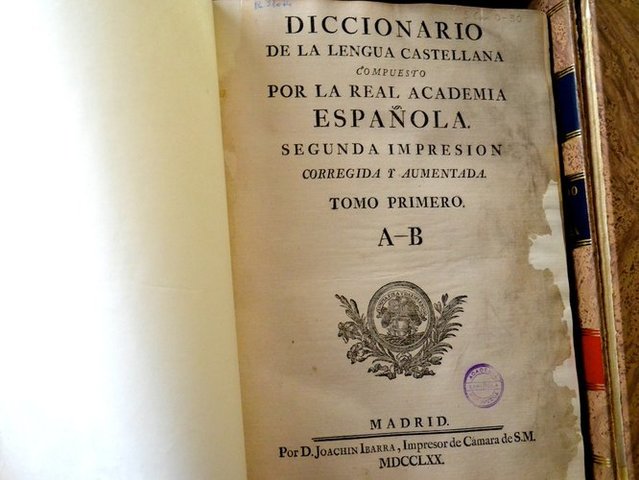 DICCIONARIO
DE LA LENGUA CASTELLANA
COMPUESTO
POR LA REAL ACADEMIA
ESPAÑOLA.
SEGUNDA IMPRESION
CORREGIDA Y AUMENTADA.
TOMO PRIMERO.
A-B
MADRID.
Por D. JOACHIN IBARRA, Impresor de Cámara de S.M.
MDCCLXX.